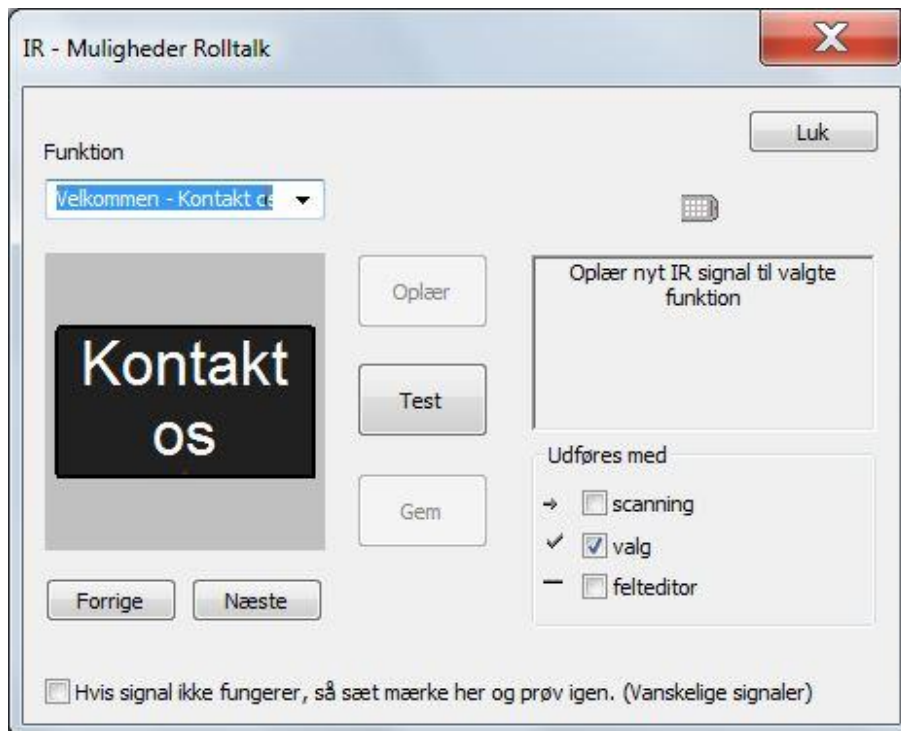 IR - Muligheder Rolltalk
Luk
Funktion
Velkommen - Kontakt
Oplær
Oplær nyt IR signal til valgte
funktion
Kontakt
os
Test
Udføres med
scanning
Gem
valg
felteditor
Forrige
Næste
Hvis signal ikke fungerer, så sæt mærke her og prøv igen. (Vanskelige signaler)